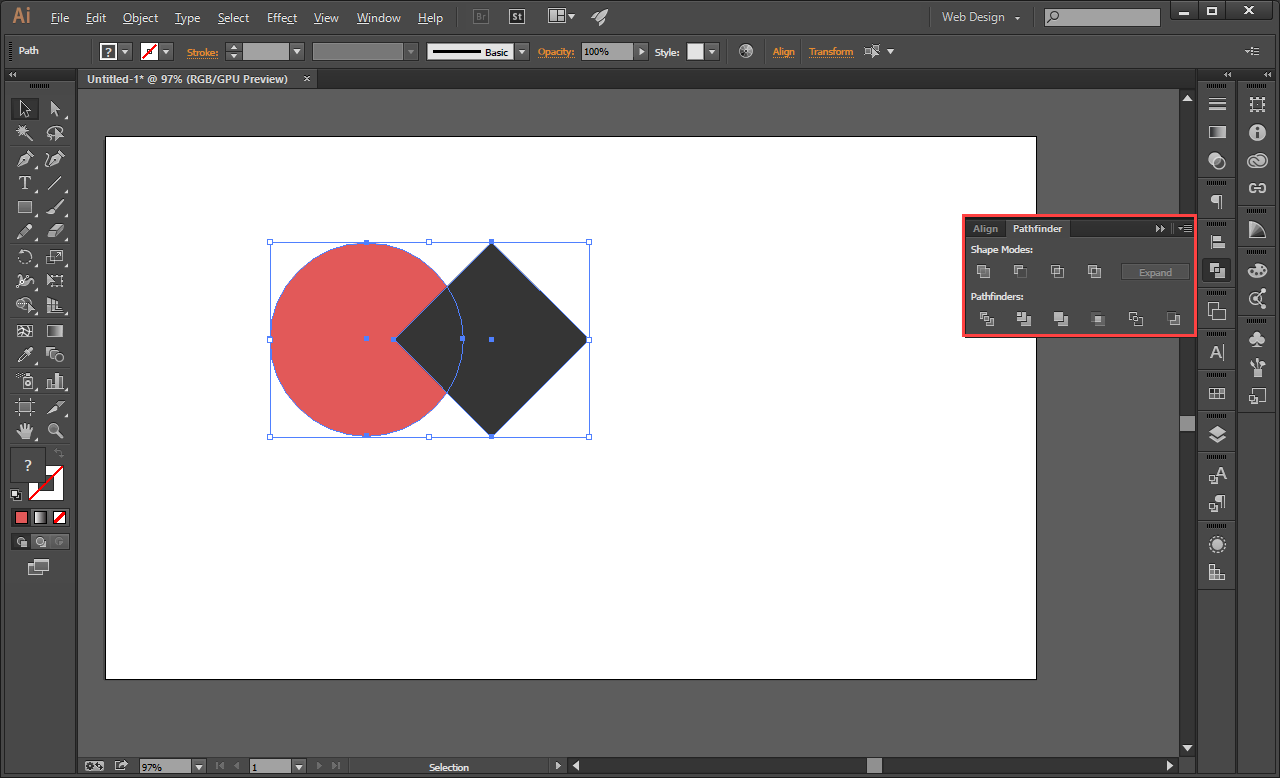 Ai File Edit Object Type Select Effect View Window Help Br St Web Design
Path ? Stroke: Basic Opacity: 100% Style: Align Transform
Untitled-1* @ 97% (RGB/GPU Preview) ×
Align Pathfinder
Shape Modes:
Expand
Pathfinders:
?
97% 1 Selection